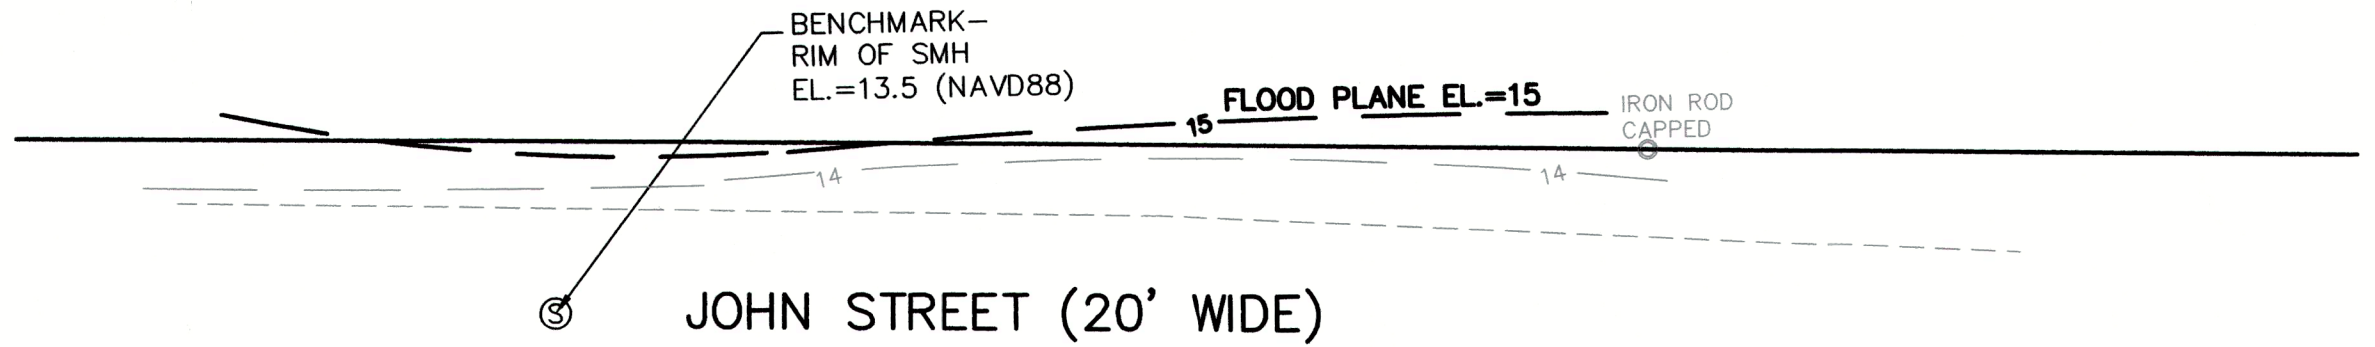 BENCHMARK-
RIM OF SMH
EL.=13.5 (NAVD88)
FLOOD PLANE EL.=15
15
IRON ROD
CAPPED
14
14
S
JOHN STREET (20' WIDE)